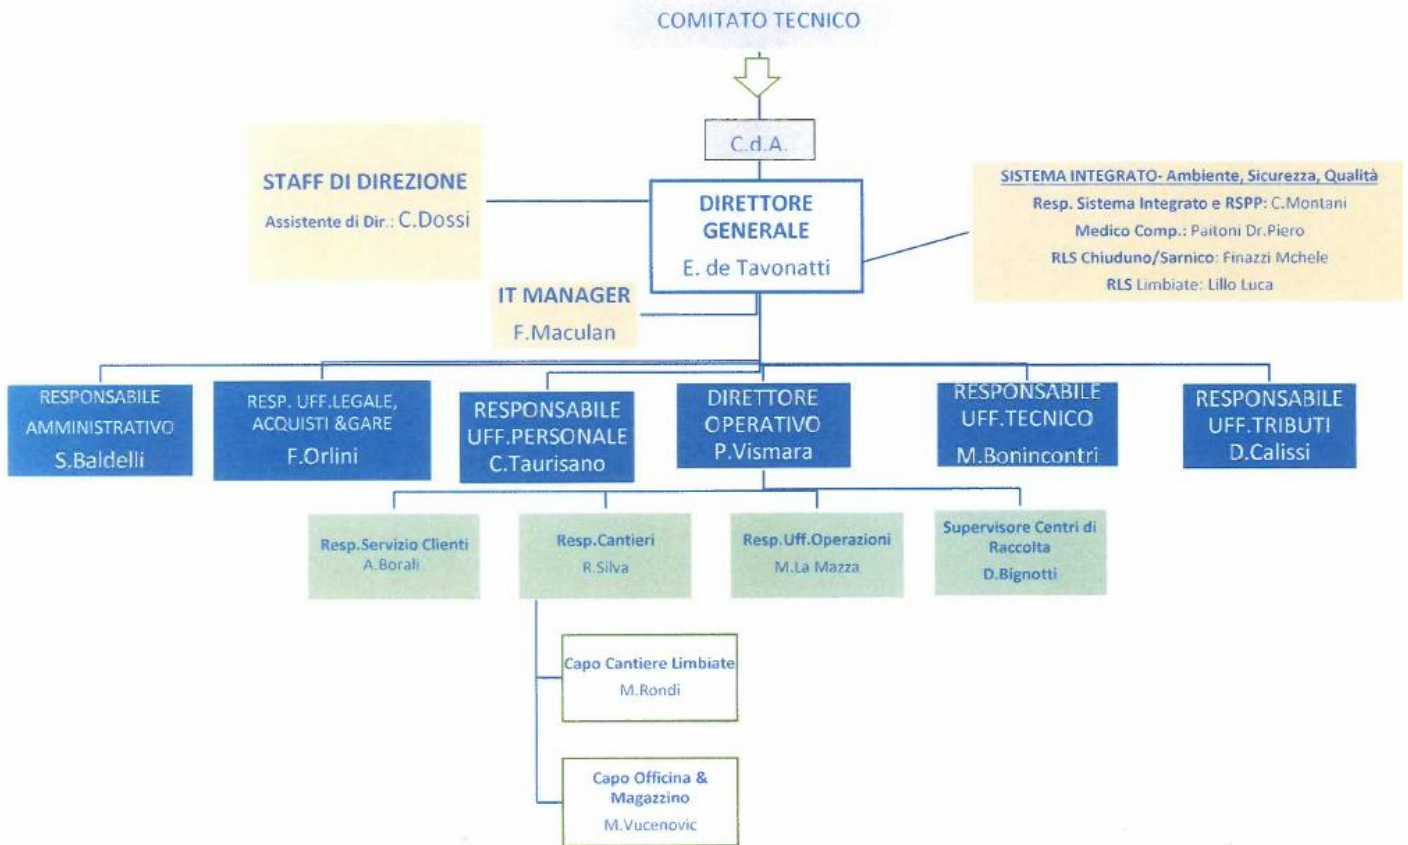 COMITATO TECNICO
C.d.A.
STAFF DI DIREZIONE
Assistente di Dir.: C.Dossi
DIRETTORE
GENERALE
E. de Tavonatti
SISTEMA INTEGRATO- Ambiente, Sicurezza, Qualità
Resp. Sistema Integrato e RSPP: C.Montani
Medico Comp.: Paitoni Dr.Piero
RLS Chiuduno/Sarnico: Finazzi Mchele
RLS Limbiate: Lillo Luca
IT MANAGER
F.Maculan
RESPONSABILE
AMMINISTRATIVO
S.Baldelli
RESP. UFF.LEGALE,
ACQUISTI &GARE
F.Orlini
RESPONSABILE
UFF.PERSONALE
C.Taurisano
DIRETTORE
OPERATIVO
P.Vismara
RESPONSABILE
UFF.TECNICO
M.Bonincontri
RESPONSABILE
UFF.TRIBUTI
D.Calissi
Resp.Servizio Clienti
A.Borali
Resp.Cantieri
R.Silva
Resp.Uff.Operazioni
M.La Mazza
Supervisore Centri di
Raccolta
D.Bignotti
Capo Cantiere Limbiate
M.Rondi
Capo Officina &
Magazzino
M.Vucenovic